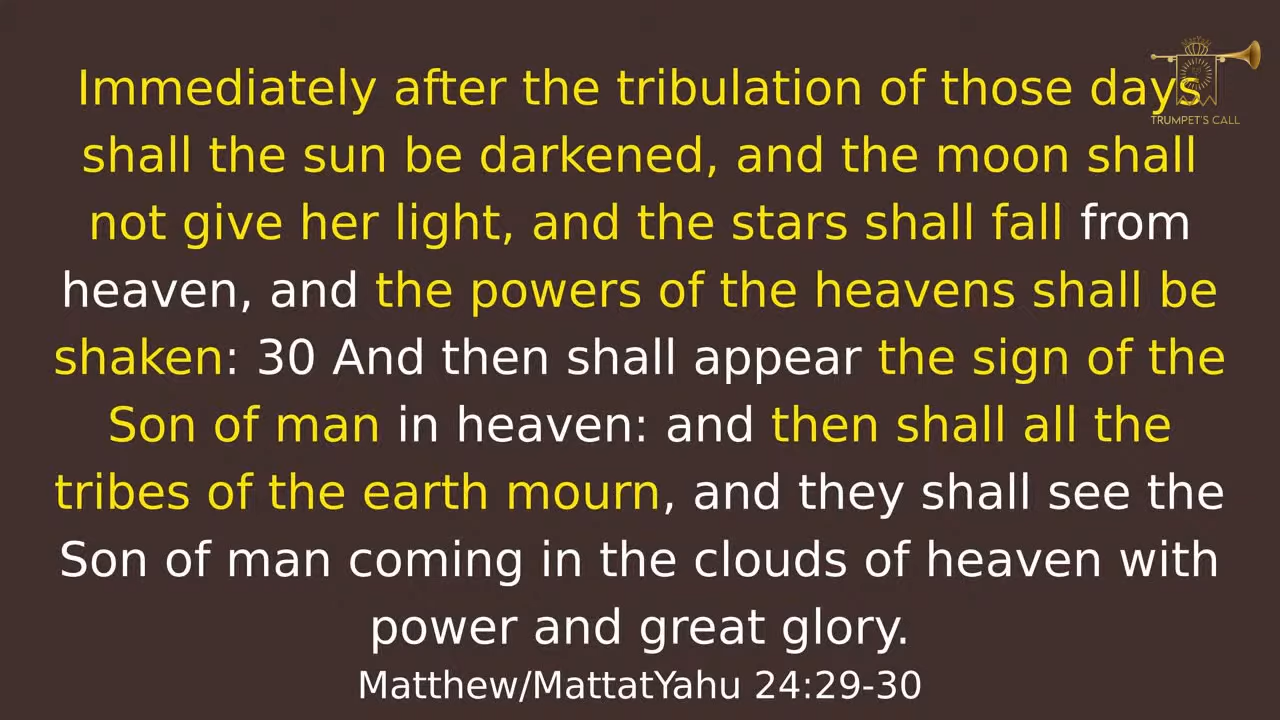 Immediately after the tribulation of those days
shall the sun be darkened, and the moon shall
not give her light, and the stars shall fall from
heaven, and the powers of the heavens shall be
shaken: 30 And then shall appear the sign of the
Son of man in heaven: and then shall all the
tribes of the earth mourn, and they shall see the
Son of man coming in the clouds of heaven with
power and great glory.
Matthew/MattatYahu 24:29-30
TRUMPET'S CALL